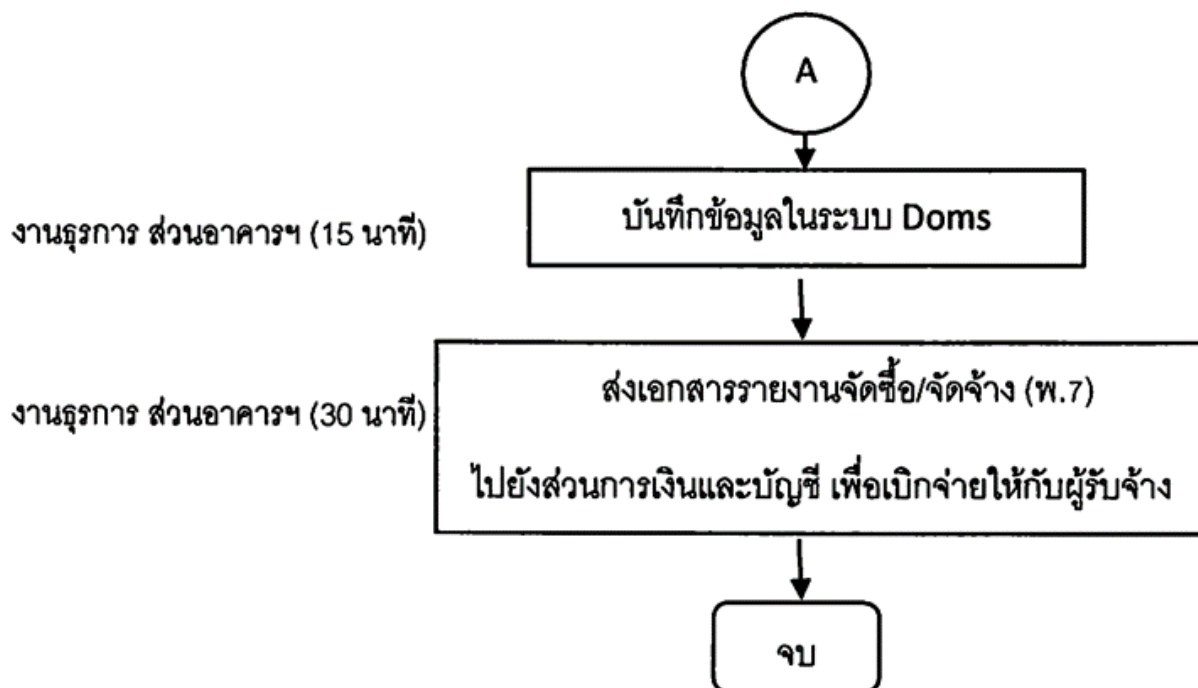 A
บันทึกข้อมูลในระบบ Doms
งานธุรการ ส่วนอาคารฯ (15 นาที)
ส่งเอกสารรายงานจัดซื้อ/จัดจ้าง (พ.7)
งานธุรการ ส่วนอาคารฯ (30 นาที)
ไปยังส่วนการเงินและบัญชี เพื่อเบิกจ่ายให้กับผู้รับจ้าง
จบ